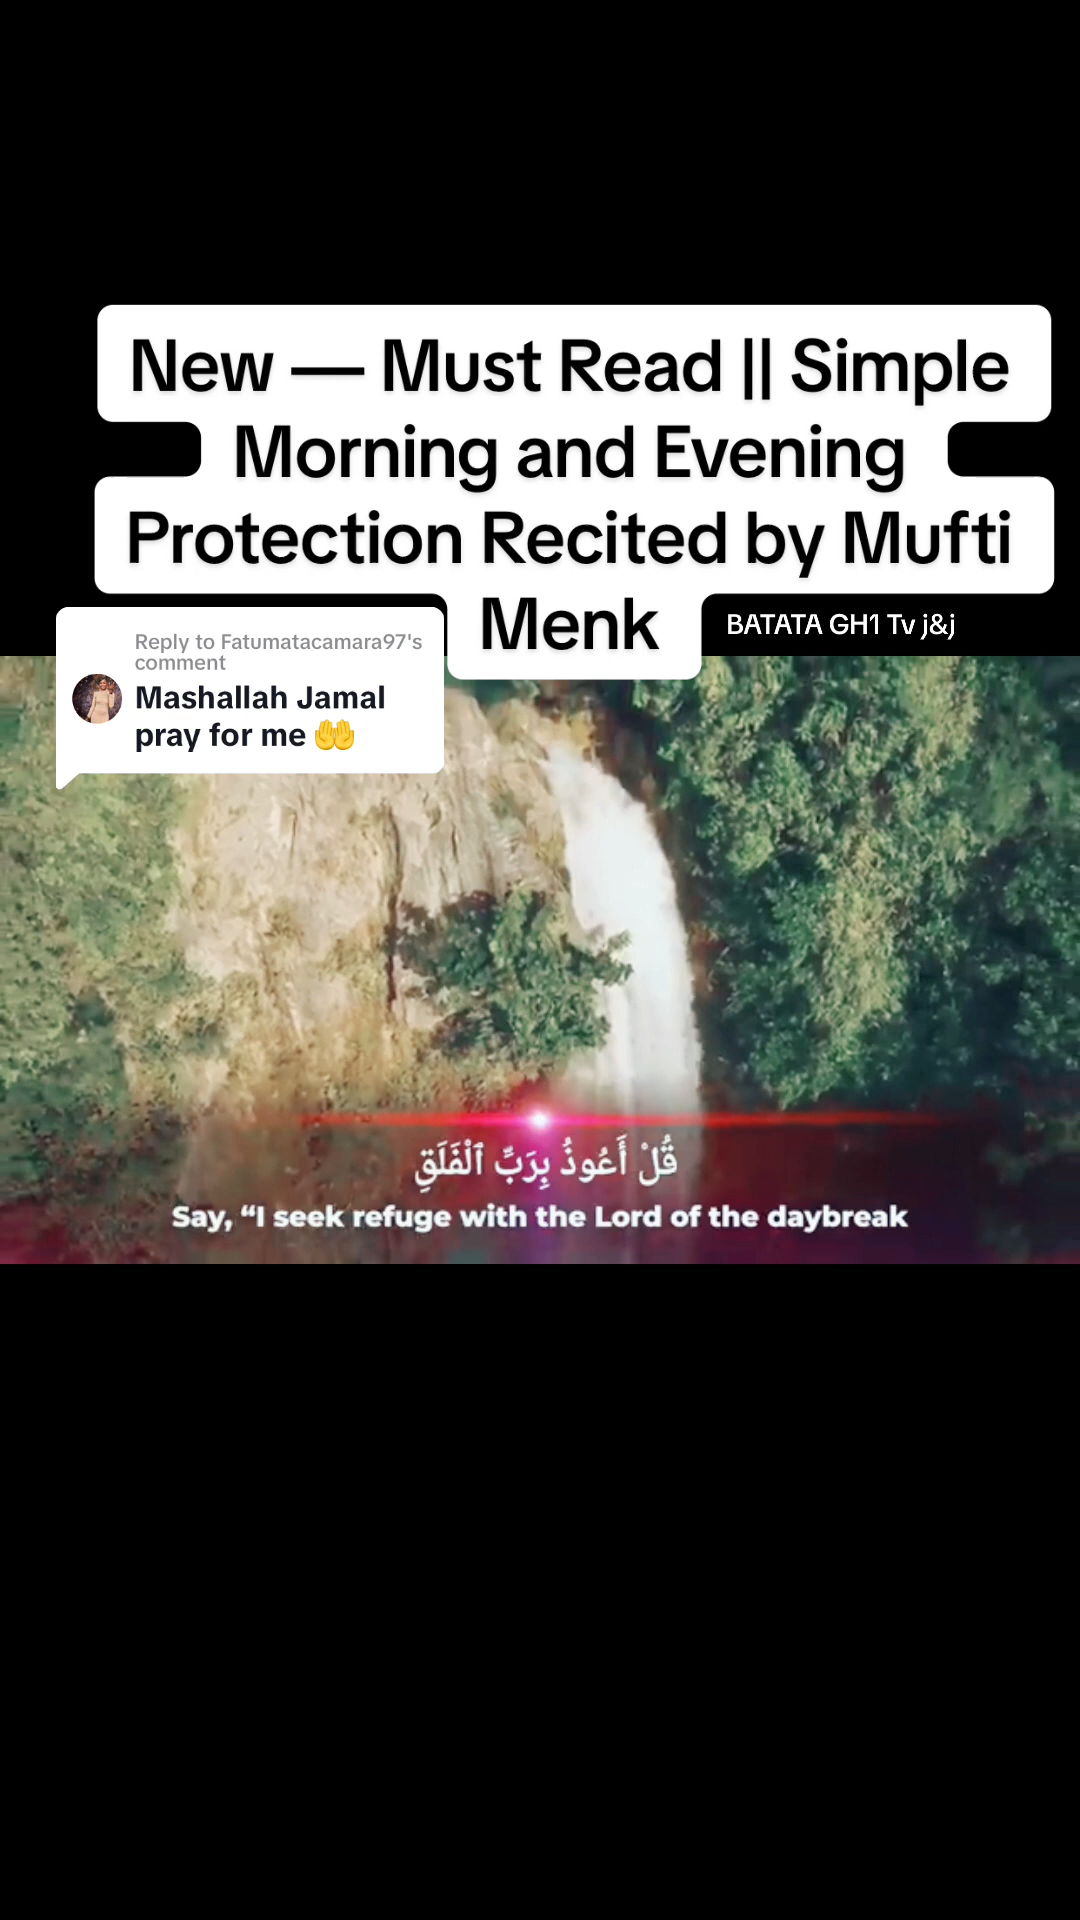 New — Must Read || Simple
Morning and Evening
Protection Recited by Mufti
Menk
BATATA GH1 Tv j&j
Reply to Fatumatacamara97's
comment
Mashallah Jamal
pray for me 🤲
قُلْ أَعُوذُ بِرَبِّ ٱلْفَلَقِ
Say, “I seek refuge with the Lord of the daybreak